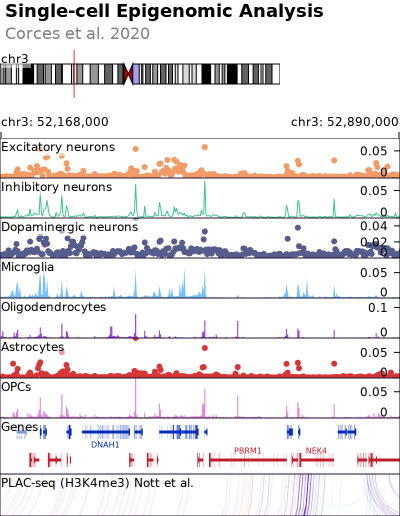 Single-cell Epigenomic Analysis
Corces et al. 2020
chr3
chr3: 52,168,000 chr3: 52,890,000
Excitatory neurons 0.05
0
Inhibitory neurons 0.05
0
Dopaminergic neurons 0.04
0.02
0
Microglia 0.05
0
Oligodendrocytes 0.1
0
Astrocytes 0.05
0
OPCs 0.05
0
Genes
DNAH1
PBRM1 NEK4
PLAC-seq (H3K4me3) Nott et al.